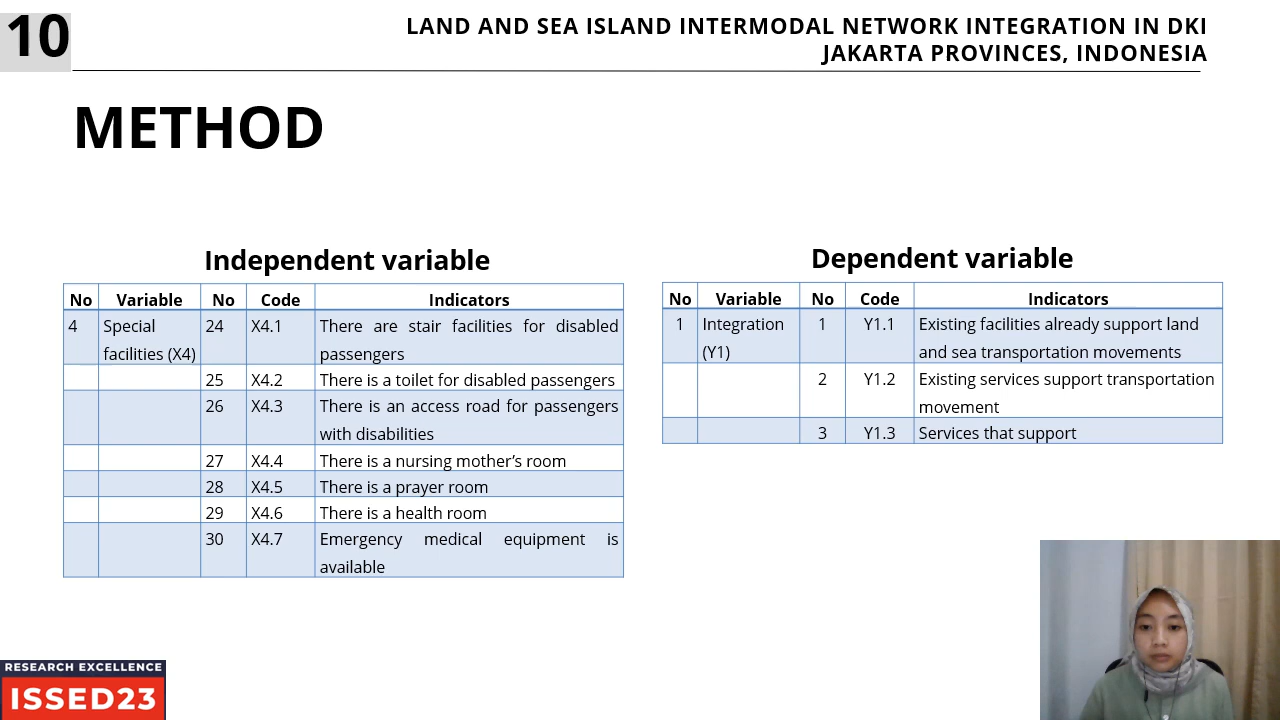 10
LAND AND SEA ISLAND INTERMODAL NETWORK INTEGRATION IN DKI
JAKARTA PROVINCES, INDONESIA
METHOD
Independent variable
No Variable No Code Indicators
4 Special 24 X4.1 There are stair facilities for disabled
facilities (X4) passengers
25 X4.2 There is a toilet for disabled passengers
26 X4.3 There is an access road for passengers
with disabilities
27 X4.4 There is a nursing mother’s room
28 X4.5 There is a prayer room
29 X4.6 There is a health room
30 X4.7 Emergency medical equipment is
available
Dependent variable
No Variable No Code Indicators
1 Integration 1 Y1.1 Existing facilities already support land
(Y1) and sea transportation movements
2 Y1.2 Existing services support transportation
movement
3 Y1.3 Services that support
RESEARCH EXCELLENCE
ISSED23